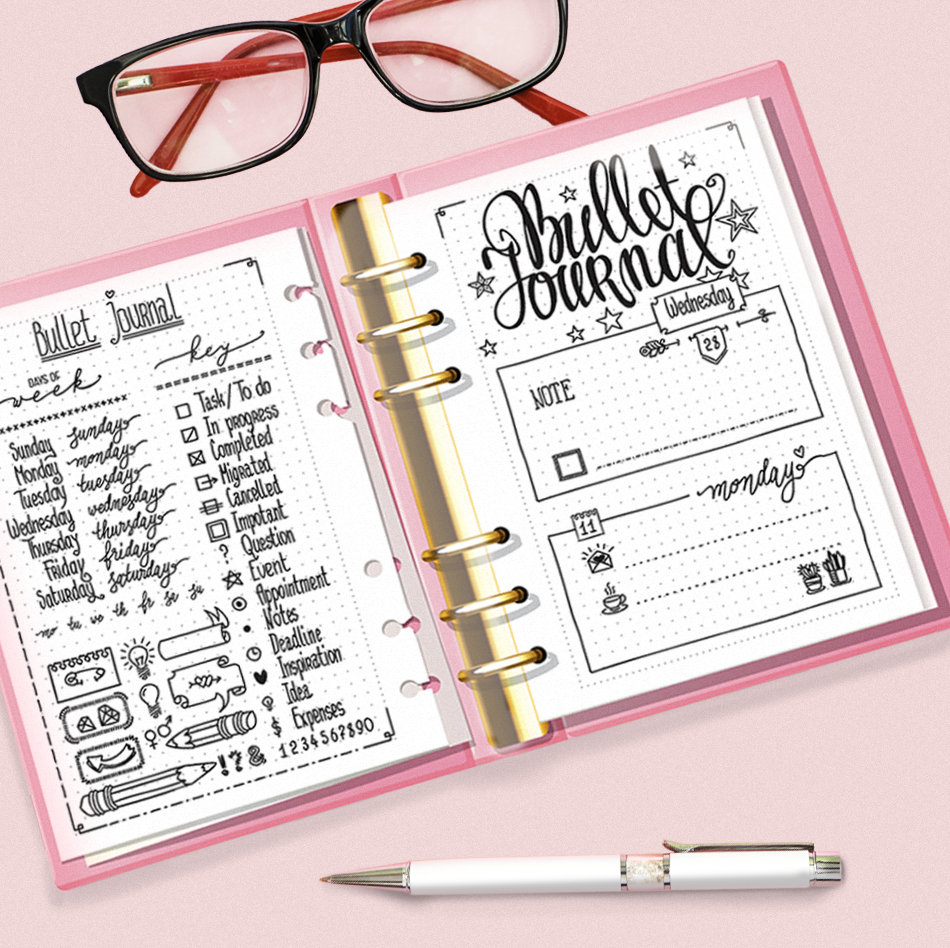 Bullet Journal
DAYS OF
week
key
Sunday sunday
Monday monday
Tuesday tuesday
Wednesday wednesday
Thursday thursday
Friday friday
Saturday saturday
mo tu we th fr sa su
Task/To do
In progress
Completed
Migrated
Cancelled
Impotant
? Question
Event
Appointment
Notes
Deadline
Inspiration
Idea
$ Expenses
!?&
1234567890
Bullet
Journal
Wednesday
28
NOTE
monday
11